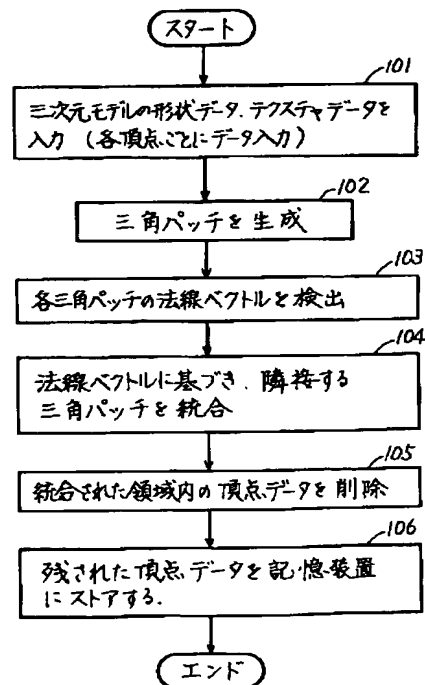 スタート
101
三次元モデルの形状データ、テクスチャデータを
入力 (各頂点ごとにデータ入力)
102
三角パッチを生成
103
各三角パッチの法線ベクトルを検出
104
法線ベクトルに基づき、隣接する
三角パッチを統合
105
統合された領域内の頂点データを削除
106
残された頂点データを記憶装置
にストアする.
エンド